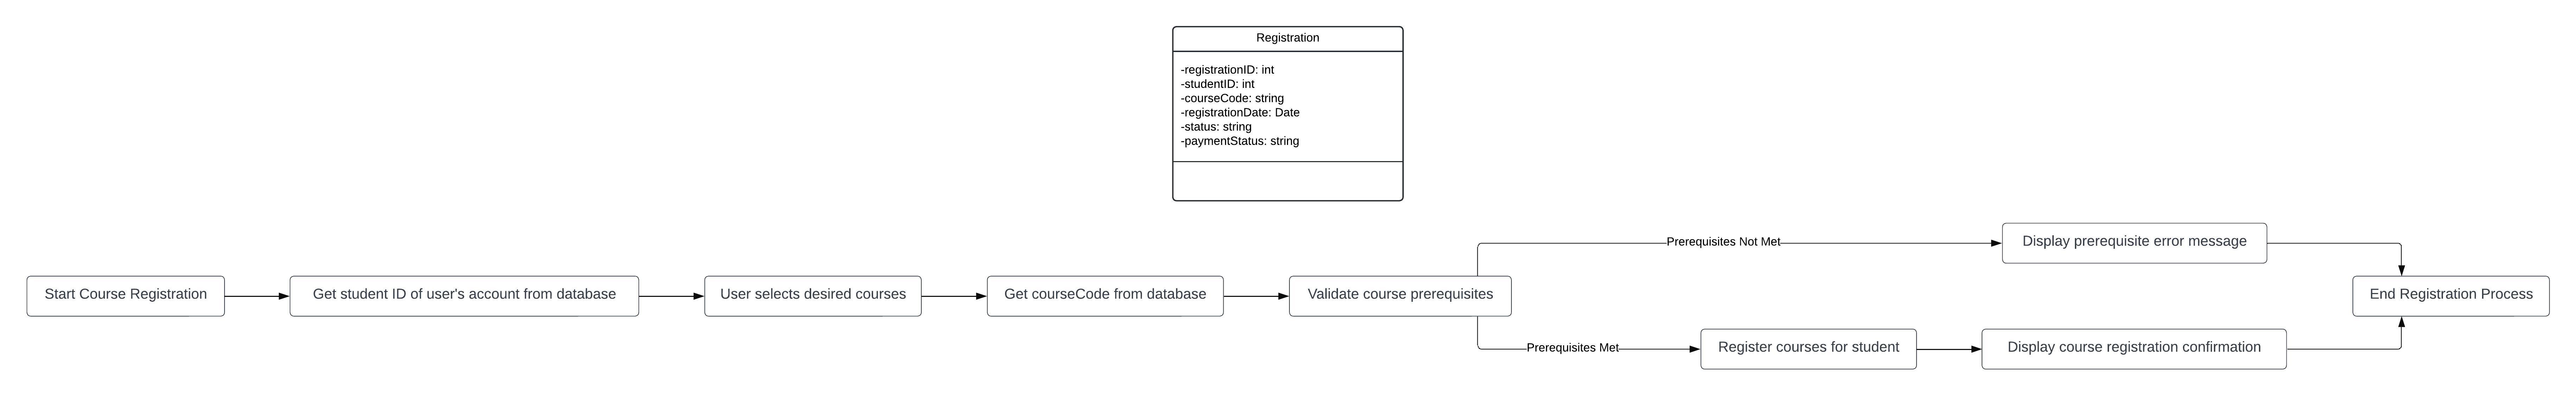 Registration
-registrationID: int
-studentID: int
-courseCode: string
-registrationDate: Date
-status: string
-paymentStatus: string
Prerequisites Not Met
Display prerequisite error message
Start Course Registration
Get student ID of user's account from database
User selects desired courses
Get courseCode from database
Validate course prerequisites
End Registration Process
Prerequisites Met
Register courses for student
Display course registration confirmation